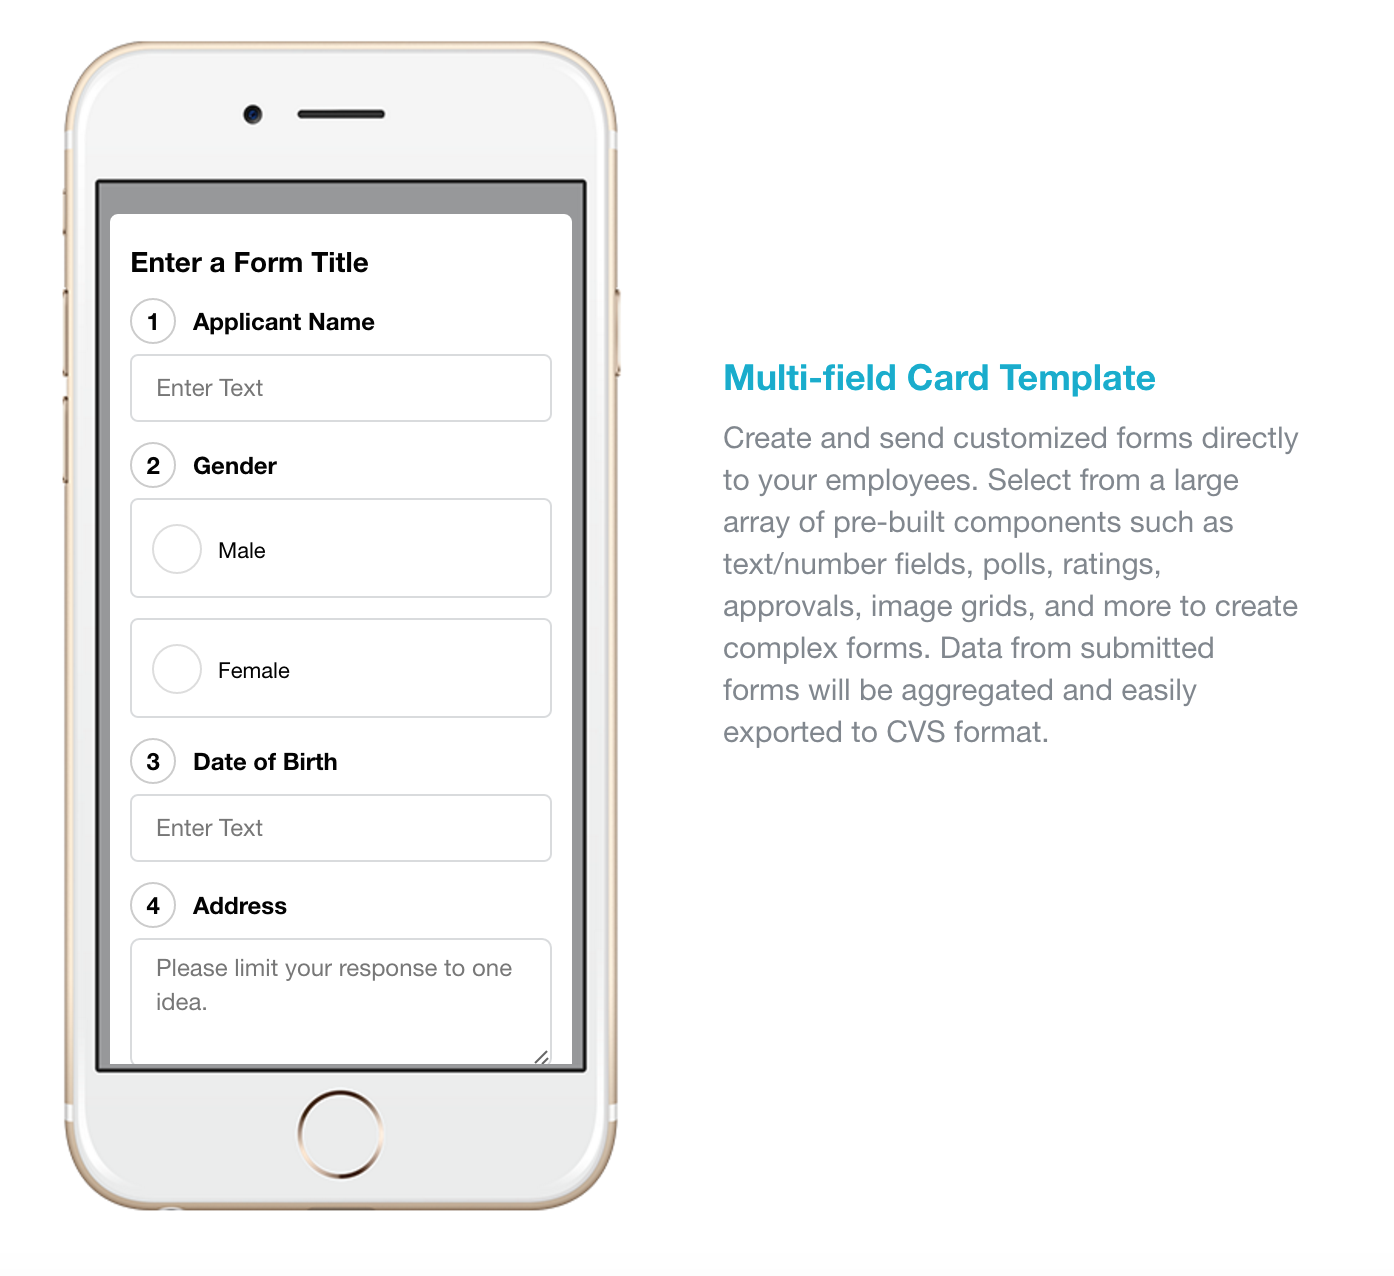 Enter a Form Title
1 Applicant Name
Enter Text
2 Gender
Male
Female
3 Date of Birth
Enter Text
4 Address
Please limit your response to one
idea.
Multi-field Card Template
Create and send customized forms directly
to your employees. Select from a large
array of pre-built components such as
text/number fields, polls, ratings,
approvals, image grids, and more to create
complex forms. Data from submitted
forms will be aggregated and easily
exported to CVS format.